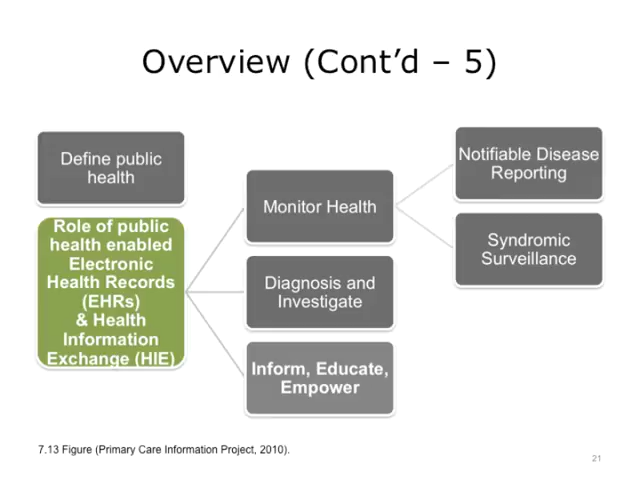 Overview (Cont’d – 5)
Define public
health
Role of public
health enabled
Electronic
Health Records
(EHRs)
& Health
Information
Exchange (HIE)
Monitor Health
Diagnosis and
Investigate
Inform, Educate,
Empower
Notifiable Disease
Reporting
Syndromic
Surveillance
7.13 Figure (Primary Care Information Project, 2010).
21